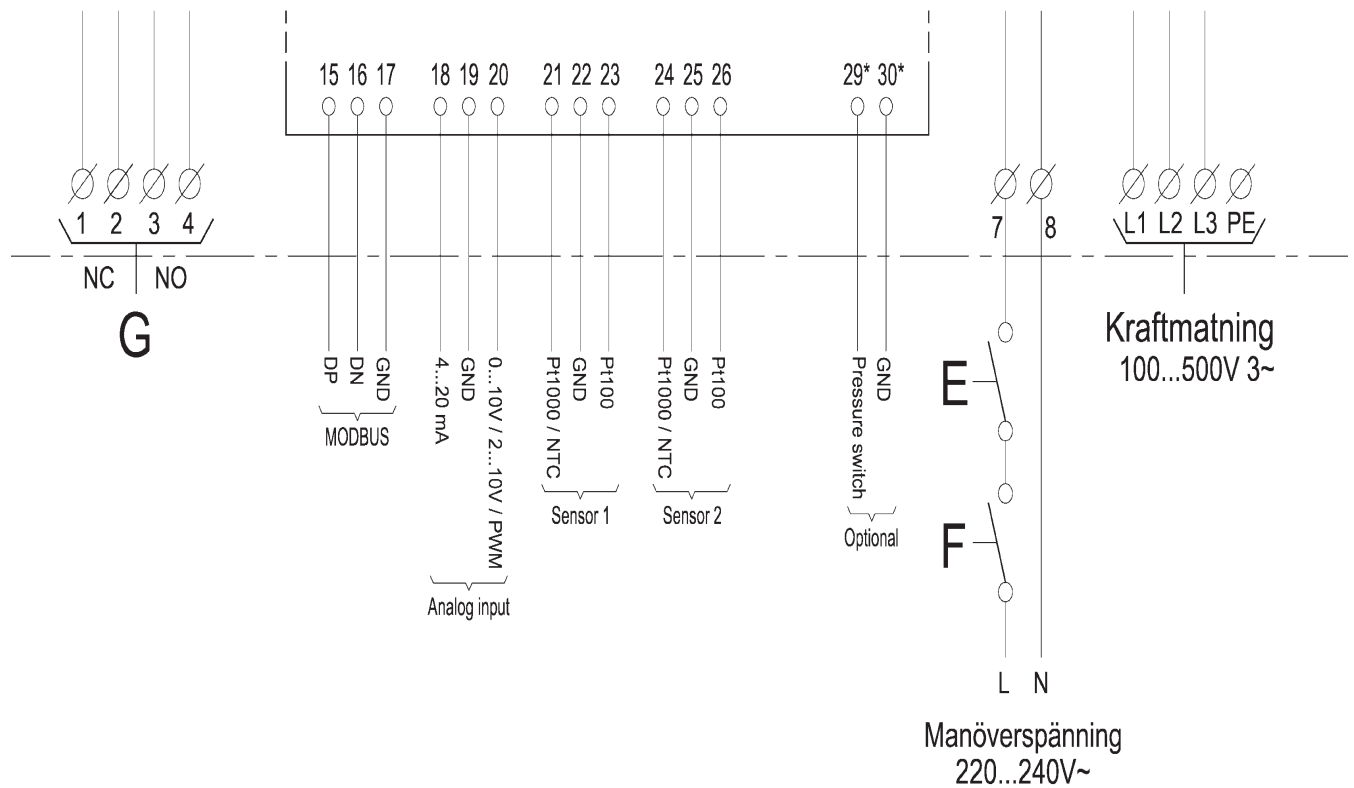 15 16 17 18 19 20 21 22 23 24 25 26 29* 30*
1 2 3 4
7 8
L1 L2 L3 PE
NC NO
G
DP
DN
GND
MODBUS
4...20 mA
GND
0...10V / 2...10V / PWM
Analog input
Pt1000 / NTC
GND
Pt100
Sensor 1
Pt1000 / NTC
GND
Pt100
Sensor 2
Pressure switch
GND
Optional
E
F
L N
Manöverspänning
220...240V~
Kraftmatning
100...500V 3~